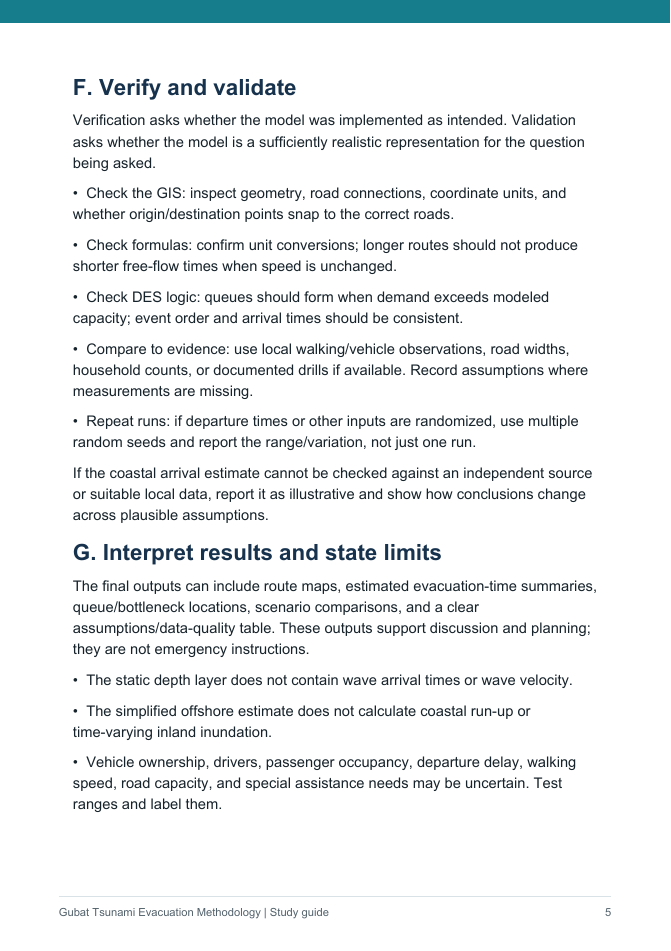 F. Verify and validate
Verification asks whether the model was implemented as intended. Validation
asks whether the model is a sufficiently realistic representation for the question
being asked.
• Check the GIS: inspect geometry, road connections, coordinate units, and
whether origin/destination points snap to the correct roads.
• Check formulas: confirm unit conversions; longer routes should not produce
shorter free-flow times when speed is unchanged.
• Check DES logic: queues should form when demand exceeds modeled
capacity; event order and arrival times should be consistent.
• Compare to evidence: use local walking/vehicle observations, road widths,
household counts, or documented drills if available. Record assumptions where
measurements are missing.
• Repeat runs: if departure times or other inputs are randomized, use multiple
random seeds and report the range/variation, not just one run.
If the coastal arrival estimate cannot be checked against an independent source
or suitable local data, report it as illustrative and show how conclusions change
across plausible assumptions.
G. Interpret results and state limits
The final outputs can include route maps, estimated evacuation-time summaries,
queue/bottleneck locations, scenario comparisons, and a clear
assumptions/data-quality table. These outputs support discussion and planning;
they are not emergency instructions.
• The static depth layer does not contain wave arrival times or wave velocity.
• The simplified offshore estimate does not calculate coastal run-up or
time-varying inland inundation.
• Vehicle ownership, drivers, passenger occupancy, departure delay, walking
speed, road capacity, and special assistance needs may be uncertain. Test
ranges and label them.
Gubat Tsunami Evacuation Methodology | Study guide
5